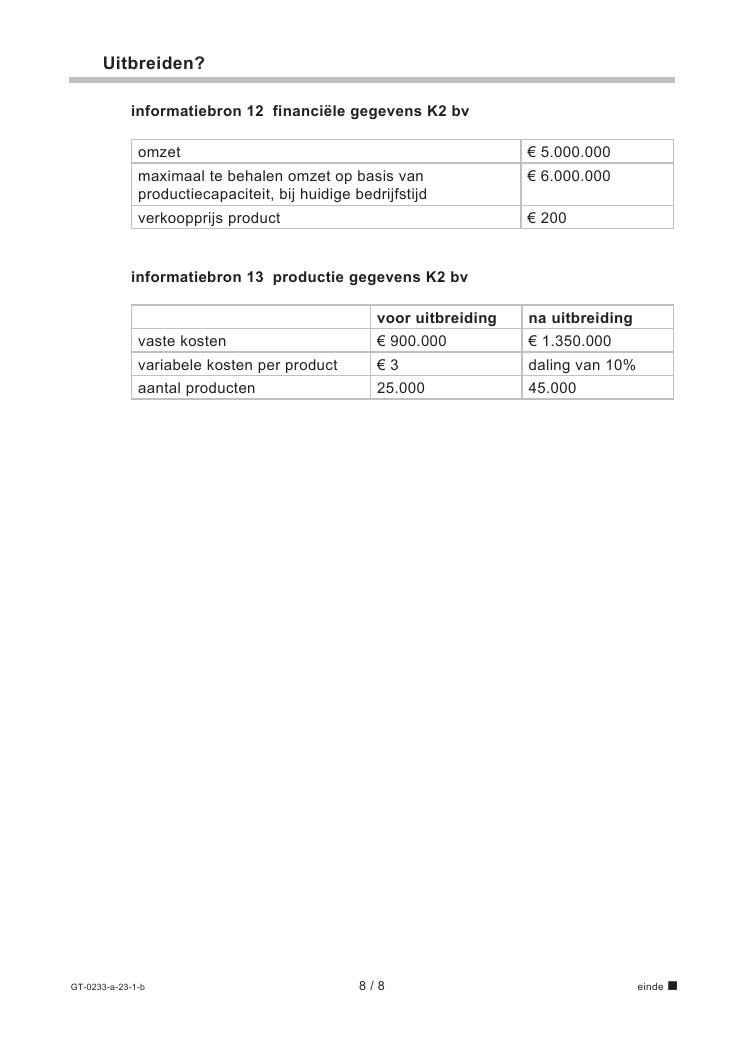 Uitbreiden?
informatiebron 12 financiële gegevens K2 bv
omzet € 5.000.000
maximaal te behalen omzet op basis van € 6.000.000
productiecapaciteit, bij huidige bedrijfstijd
verkoopprijs product € 200
informatiebron 13 productie gegevens K2 bv
voor uitbreiding na uitbreiding
vaste kosten € 900.000 € 1.350.000
variabele kosten per product € 3 daling van 10%
aantal producten 25.000 45.000
GT-0233-a-23-1-b 8 / 8 einde ■